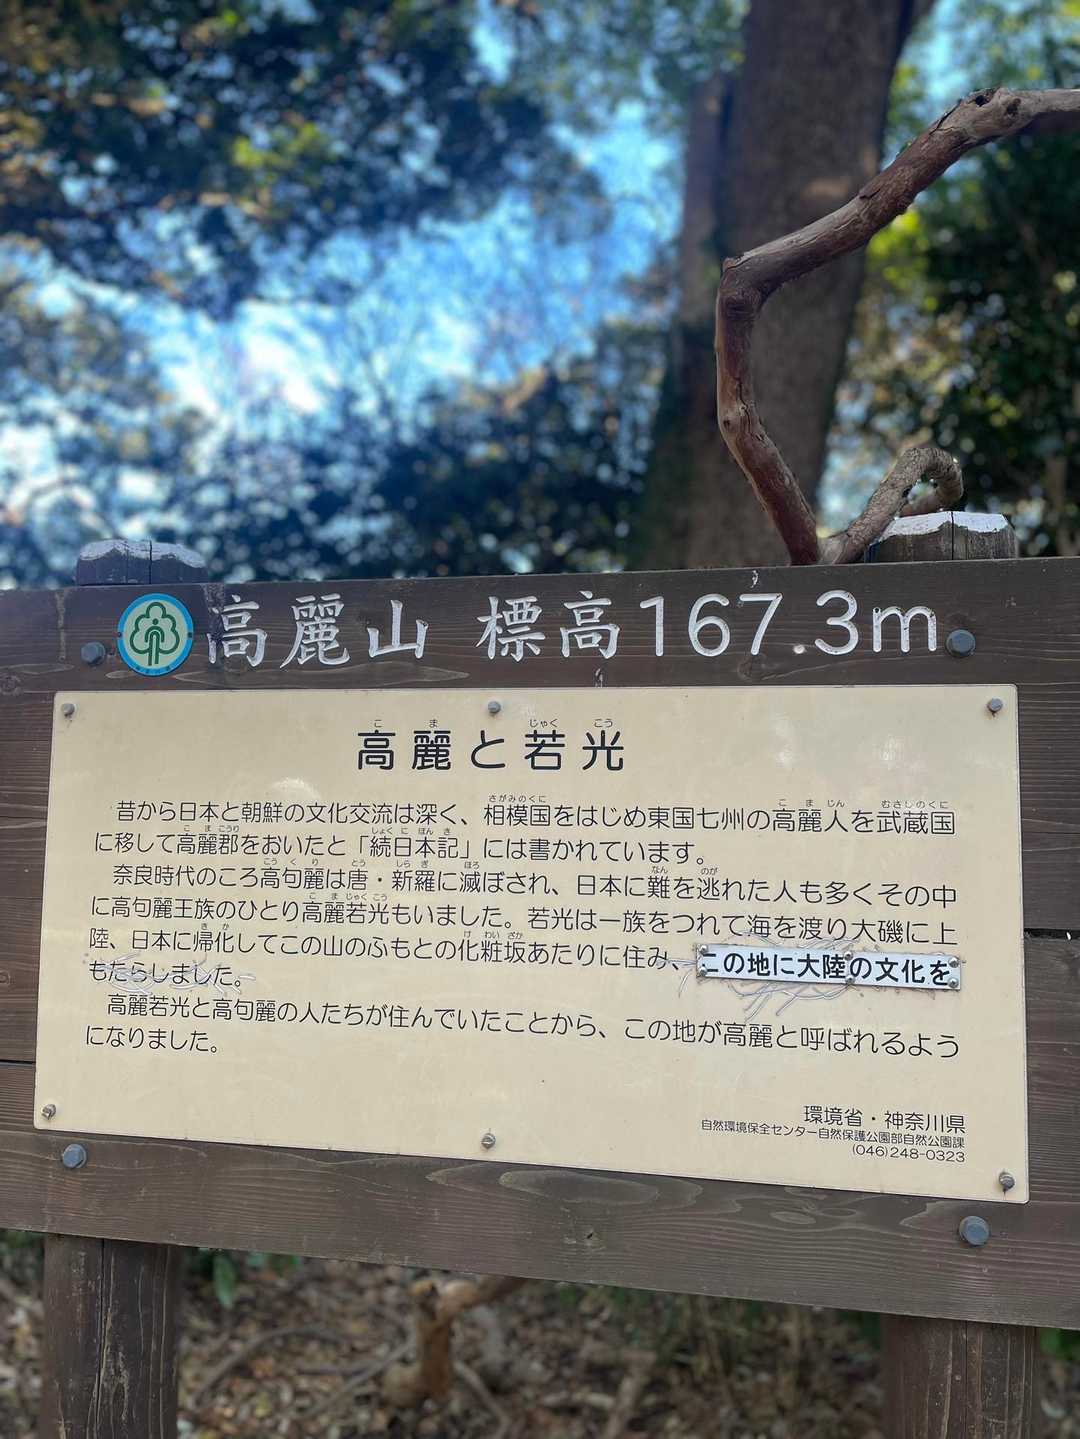 高麗山 標高167.3m
高麗と若光
昔から日本と朝鮮の文化交流は深く、相模国をはじめ東国七州の高麗人を武蔵国
に移して高麗郡をおいたと「続日本記」には書かれています。
奈良時代のころ高句麗は唐・新羅に滅ぼされ、日本に難を逃れた人も多くその中
に高句麗王族のひとり高麗若光もいました。若光は一族をつれて海を渡り大磯に上
陸、日本に帰化してこの山のふもとの化粧坂あたりに住み、この地に大陸の文化を
もたらしました。
高麗若光と高句麗の人たちが住んでいたことから、この地が高麗と呼ばれるよう
になりました。
環境省・神奈川県
自然環境保全センター自然保護公園部自然公園課
(046)248-0323